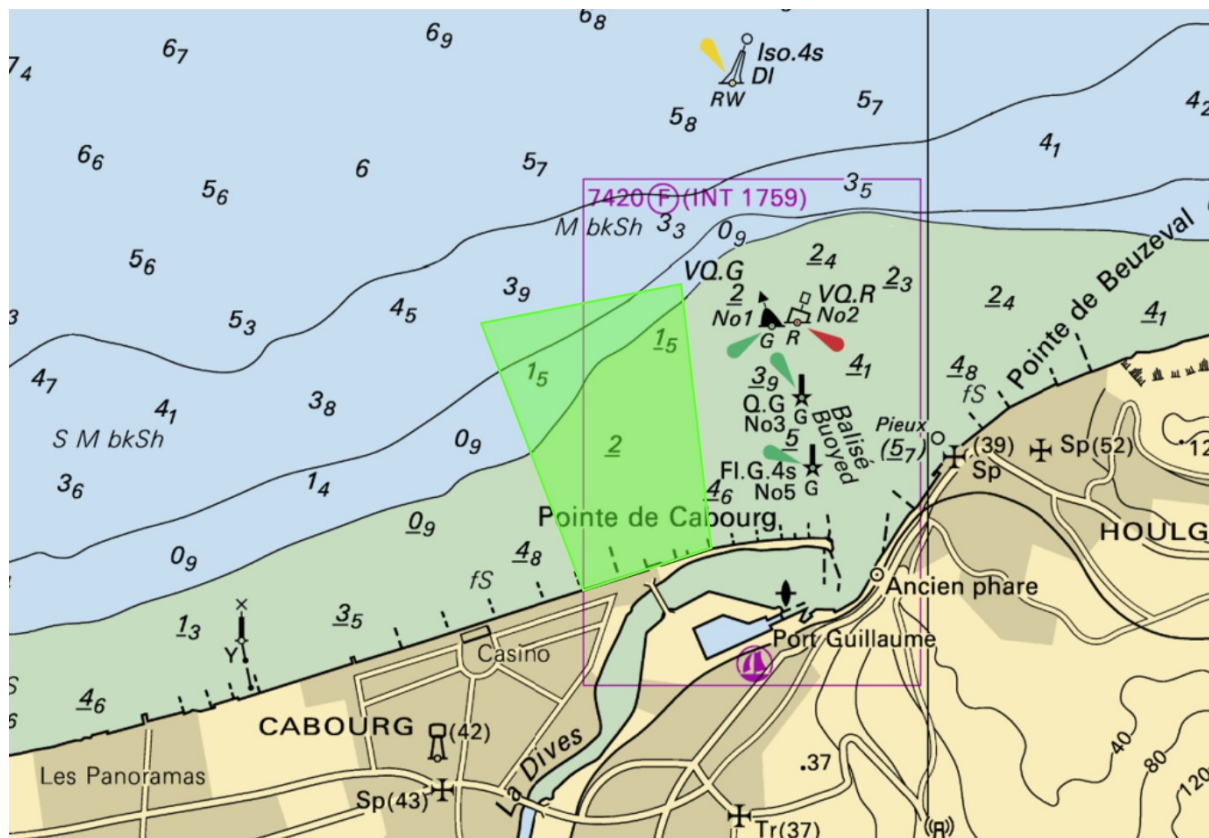 6₈
6₉
6₇
7₄
Iso.4s
DI
RW
5₇
4₂
5₈
4₁
6₆
5₇
6
5₆
3₅
7420 F (INT 1759)
M bkSh
3₃
0₉
5₆
2₄
VQ.G
2₃
3₉
2
VQ.R
2₄
4₅
No1
No2
4₁
3
5₃
G
R
Pointe de Beuzeval
1₅
1₅
4₇
3₉
4₁
4₈
3₈
Q.G
G
fS
4₁
No3
Balisé
Buoyed
Pieux
(5₇)
(39)
Sp
Sp(52)
12
S M bkSh
0₉
2
5
Fl.G.4s
No5
G
3₆
1₄
4₆
0₉
Pointe de Cabourg
HOULG
0₉
4₈
fS
Ancien phare
1₃
3₅
Y
Casino
Port Guillaume
S
6
4₆
CABOURG
(42)
La Dives
Les Panoramas
.37
40
80
120
Sp(43)
Tr(37)
R